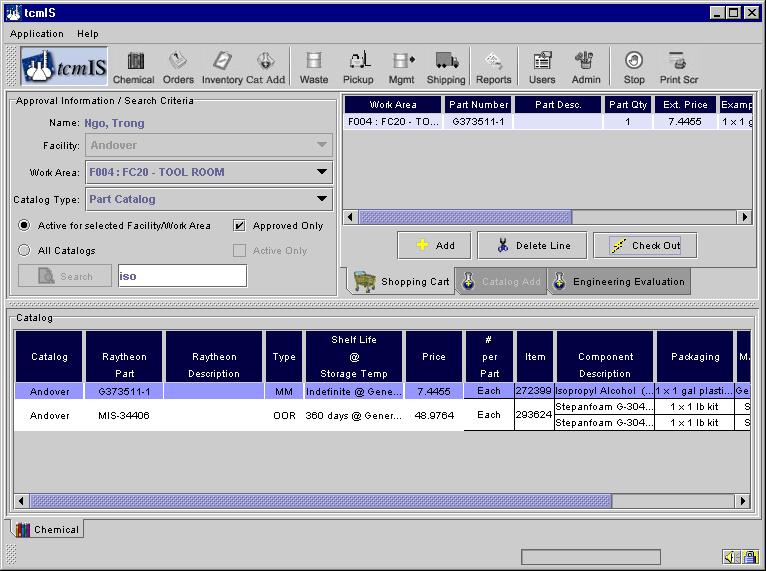 tcmIS
Application Help
tcmIS Chemical Orders Inventory Cat Add Waste Pickup Mgmt Shipping Reports Users Admin Stop Print Scr
Approval Information / Search Criteria
Name: Ngo, Trong
Facility: Andover
Work Area: F004 : FC20 - TOOL ROOM
Catalog Type: Part Catalog
Active for selected Facility/Work Area Approved Only
All Catalogs Active Only
Search iso
Work Area Part Number Part Desc. Part Qty Ext. Price Examp
F004 : FC20 - TO... G373511-1 1 7.4455 1 x 1 g
Add Delete Line Check Out
Shopping Cart Catalog Add Engineering Evaluation
Catalog
Catalog Raytheon Part Raytheon Description Type Shelf Life @ Storage Temp Price # per Part Item Component Description Packaging M.
Andover G373511-1 MM Indefinite @ Gene... 7.4455 Each 272399 Isopropyl Alcohol (... 1 x 1 gal plasti... Gel
Andover MIS-34406 OOR 360 days @ Gener... 48.9764 Each 293624 Stepanfoam G-304... 1 x 1 lb kit S
Stepanfoam G-304... 1 x 1 lb kit S
Chemical